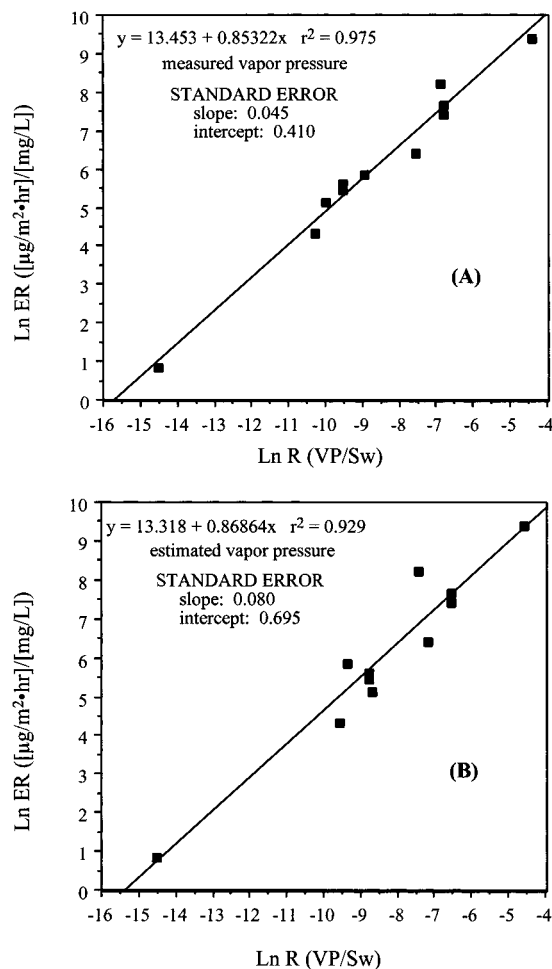 10
y = 13.453 + 0.85322x r² = 0.975
9
measured vapor pressure
8
STANDARD ERROR
slope: 0.045
7
intercept: 0.410
6
5
4
3
(A)
2
1
0
Ln ER ([µg/m²•hr]/[mg/L])
-16 -15 -14 -13 -12 -11 -10 -9 -8 -7 -6 -5 -4
Ln R (VP/Sw)
10
y = 13.318 + 0.86864x r² = 0.929
9
estimated vapor pressure
8
STANDARD ERROR
slope: 0.080
7
intercept: 0.695
6
5
4
3
(B)
2
1
0
Ln ER ([µg/m²•hr]/[mg/L])
-16 -15 -14 -13 -12 -11 -10 -9 -8 -7 -6 -5 -4
Ln R (VP/Sw)